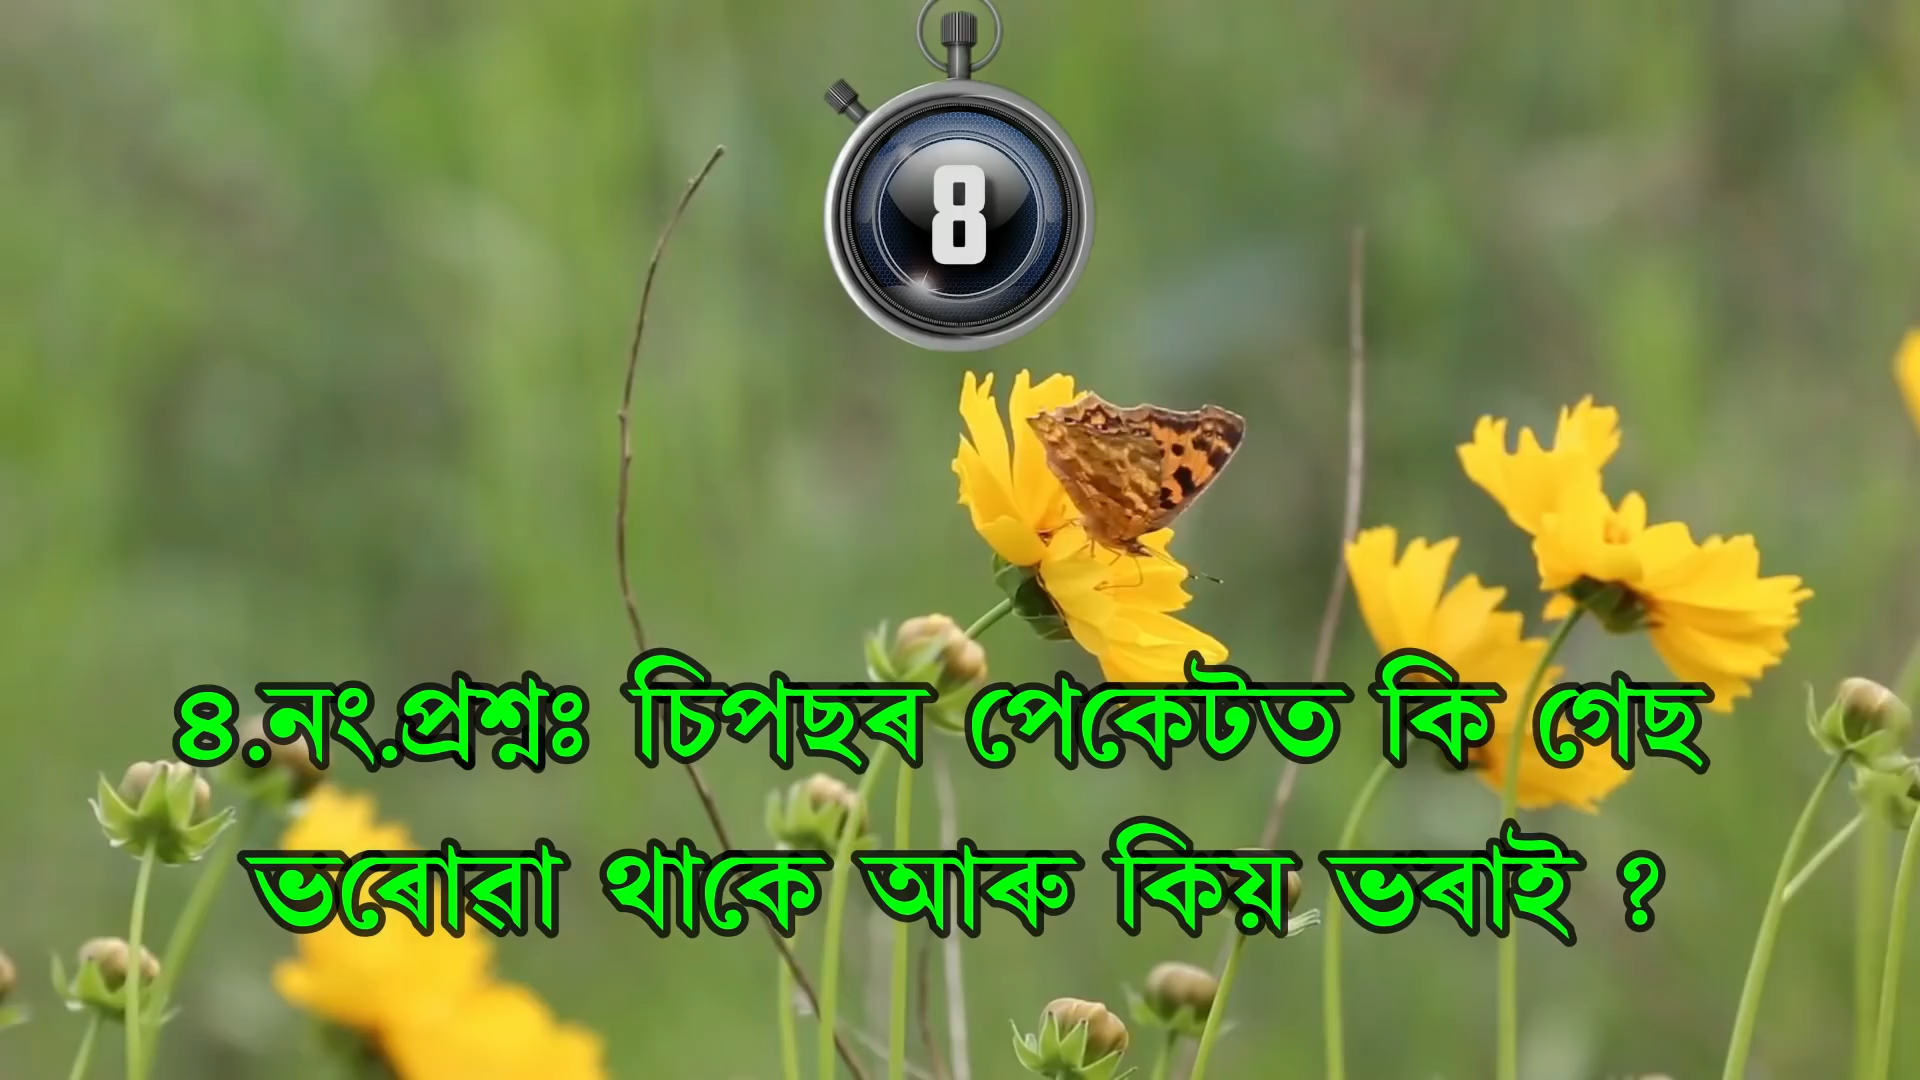 8
৪.নং.প্ৰশ্নঃ চিপছৰ পেকেটত কি গেছ
ভৰোৱা থাকে আৰু কিয় ভৰাই ?